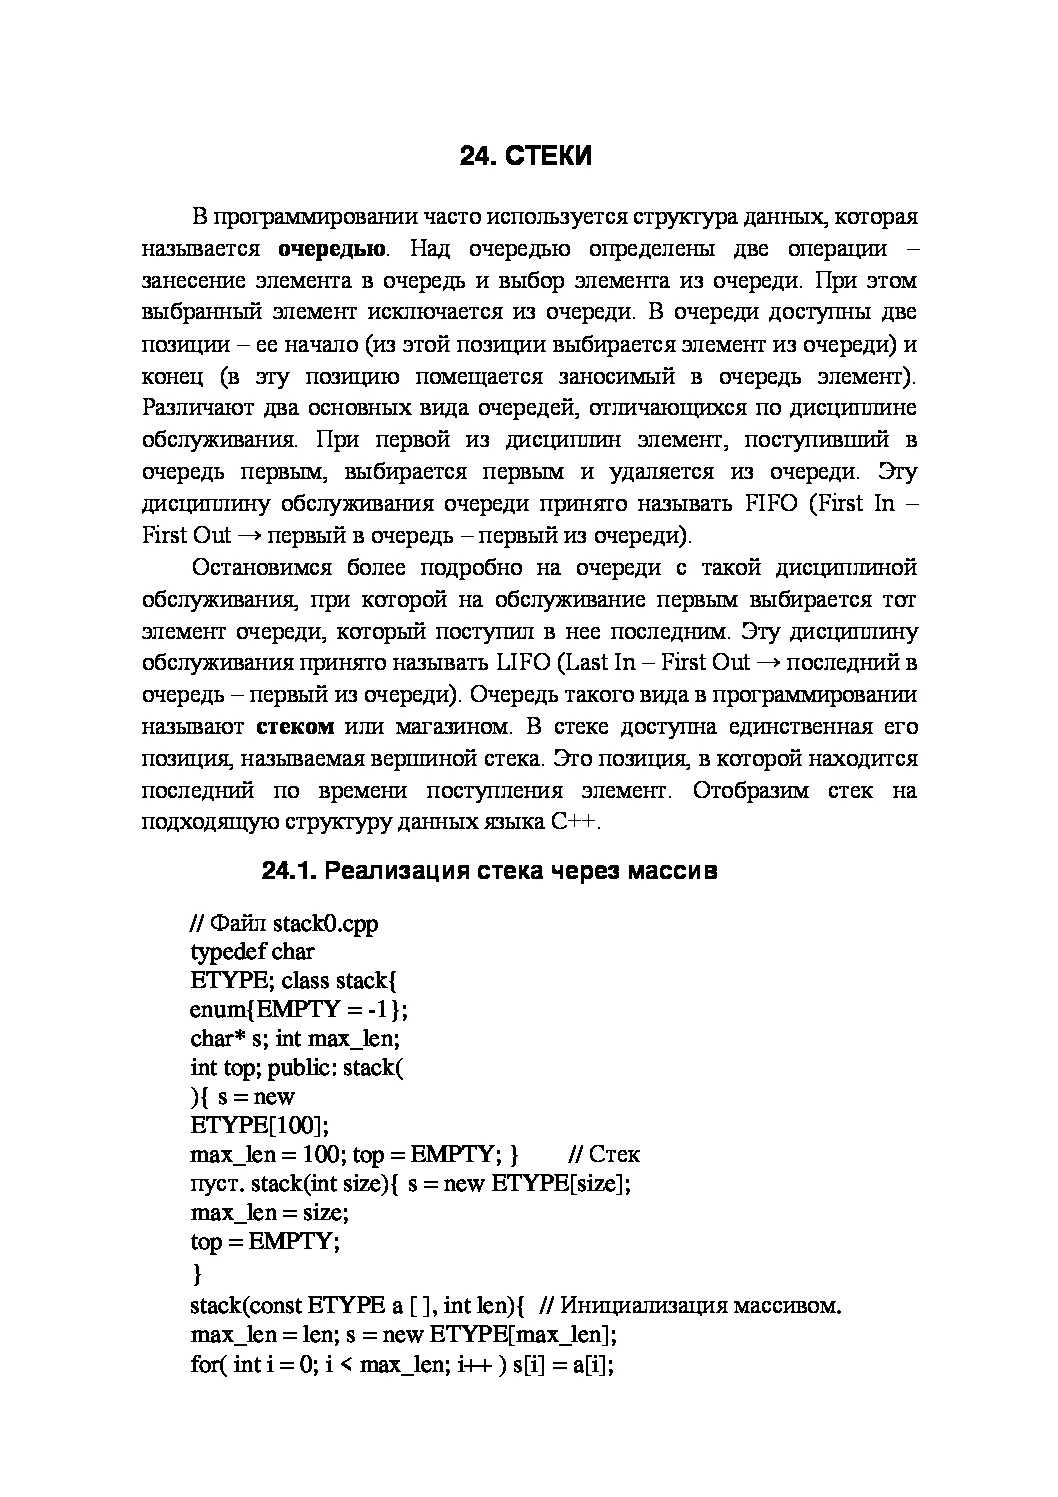 24. СТЕКИ
В программировании часто используется структура данных, которая
называется очередью. Над очередью определены две операции –
занесение элемента в очередь и выбор элемента из очереди. При этом
выбранный элемент исключается из очереди. В очереди доступны две
позиции – ее начало (из этой позиции выбирается элемент из очереди) и
конец (в эту позицию помещается заносимый в очередь элемент).
Различают два основных вида очередей, отличающихся по дисциплине
обслуживания. При первой из дисциплин элемент, поступивший в
очередь первым, выбирается первым и удаляется из очереди. Эту
дисциплину обслуживания очереди принято называть FIFO (First In –
First Out → первый в очередь – первый из очереди).
Остановимся более подробно на очереди с такой дисциплиной
обслуживания, при которой на обслуживание первым выбирается тот
элемент очереди, который поступил в нее последним. Эту дисциплину
обслуживания принято называть LIFO (Last In – First Out → последний в
очередь – первый из очереди). Очередь такого вида в программировании
называют стеком или магазином. В стеке доступна единственная его
позиция, называемая вершиной стека. Это позиция, в которой находится
последний по времени поступления элемент. Отобразим стек на
подходящую структуру данных языка С++.
24.1. Реализация стека через массив
// Файл stack0.cpp
typedef char
ETYPE; class stack{
enum{EMPTY = -1};
char* s; int max_len;
int top; public: stack(
){ s = new
ETYPE[100];
max_len = 100; top = EMPTY; } // Стек
пуст. stack(int size){ s = new ETYPE[size];
max_len = size;
top = EMPTY;
}
stack(const ETYPE a [ ], int len){ // Инициализация массивом.
max_len = len; s = new ETYPE[max_len];
for( int i = 0; i < max_len; i++ ) s[i] = a[i];